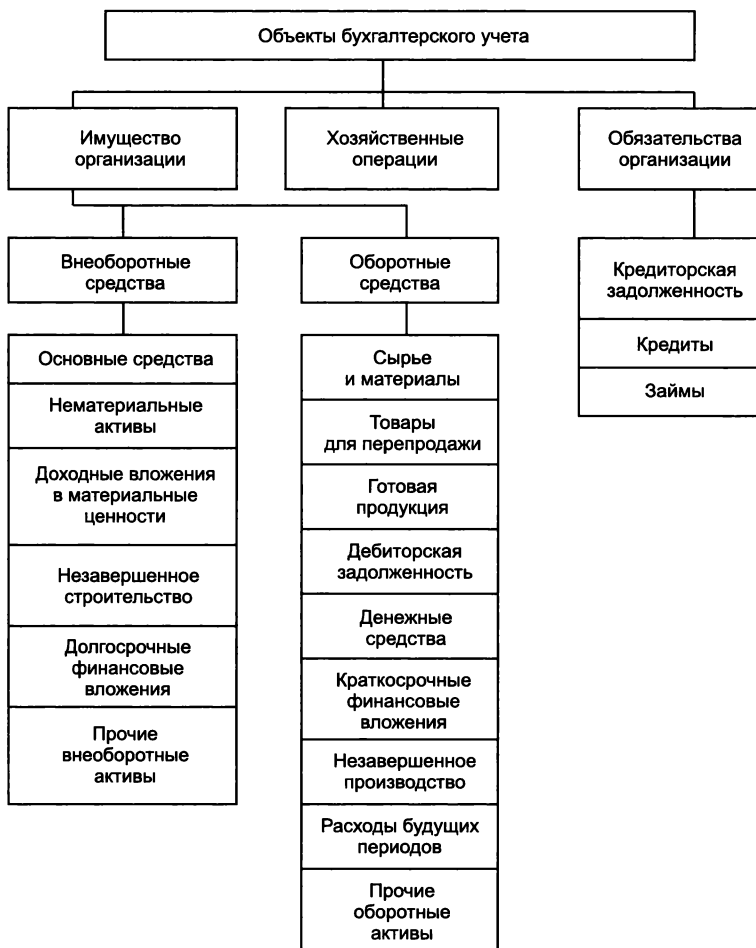 Объекты бухгалтерского учета
Имущество
организации
Хозяйственные
операции
Обязательства
организации
Внеоборотные
средства
Основные средства
Нематериальные
активы
Доходные вложения
в материальные
ценности
Незавершенное
строительство
Долгосрочные
финансовые
вложения
Прочие
внеоборотные
активы
Оборотные
средства
Сырье
и материалы
Товары
для перепродажи
Готовая
продукция
Дебиторская
задолженность
Денежные
средства
Краткосрочные
финансовые
вложения
Незавершенное
производство
Расходы будущих
периодов
Прочие
оборотные
активы
Кредиторская
задолженность
Кредиты
Займы